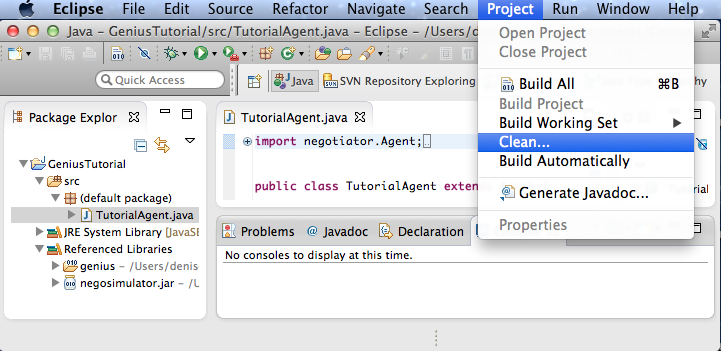 Eclipse File Edit Source Refactor Navigate Search Project Run Window Help
Java – GeniusTutorial/src/TutorialAgent.java – Eclipse – /Users/d
Quick Access
Java SVN Repository Exploring
hy
Open Project
Close Project
Build All ⌘B
Build Project
Build Working Set
Clean...
Build Automatically
Generate Javadoc...
Properties
Package Explor
GeniusTutorial
src
(default package)
TutorialAgent.java
JRE System Library [JavaSE
Referenced Libraries
genius – /Users/denis
negosimulator.jar – /User
TutorialAgent.java
import negotiator.Agent;
public class TutorialAgent exten
utorial
Problems @ Javadoc Declaration
No consoles to display at this time.